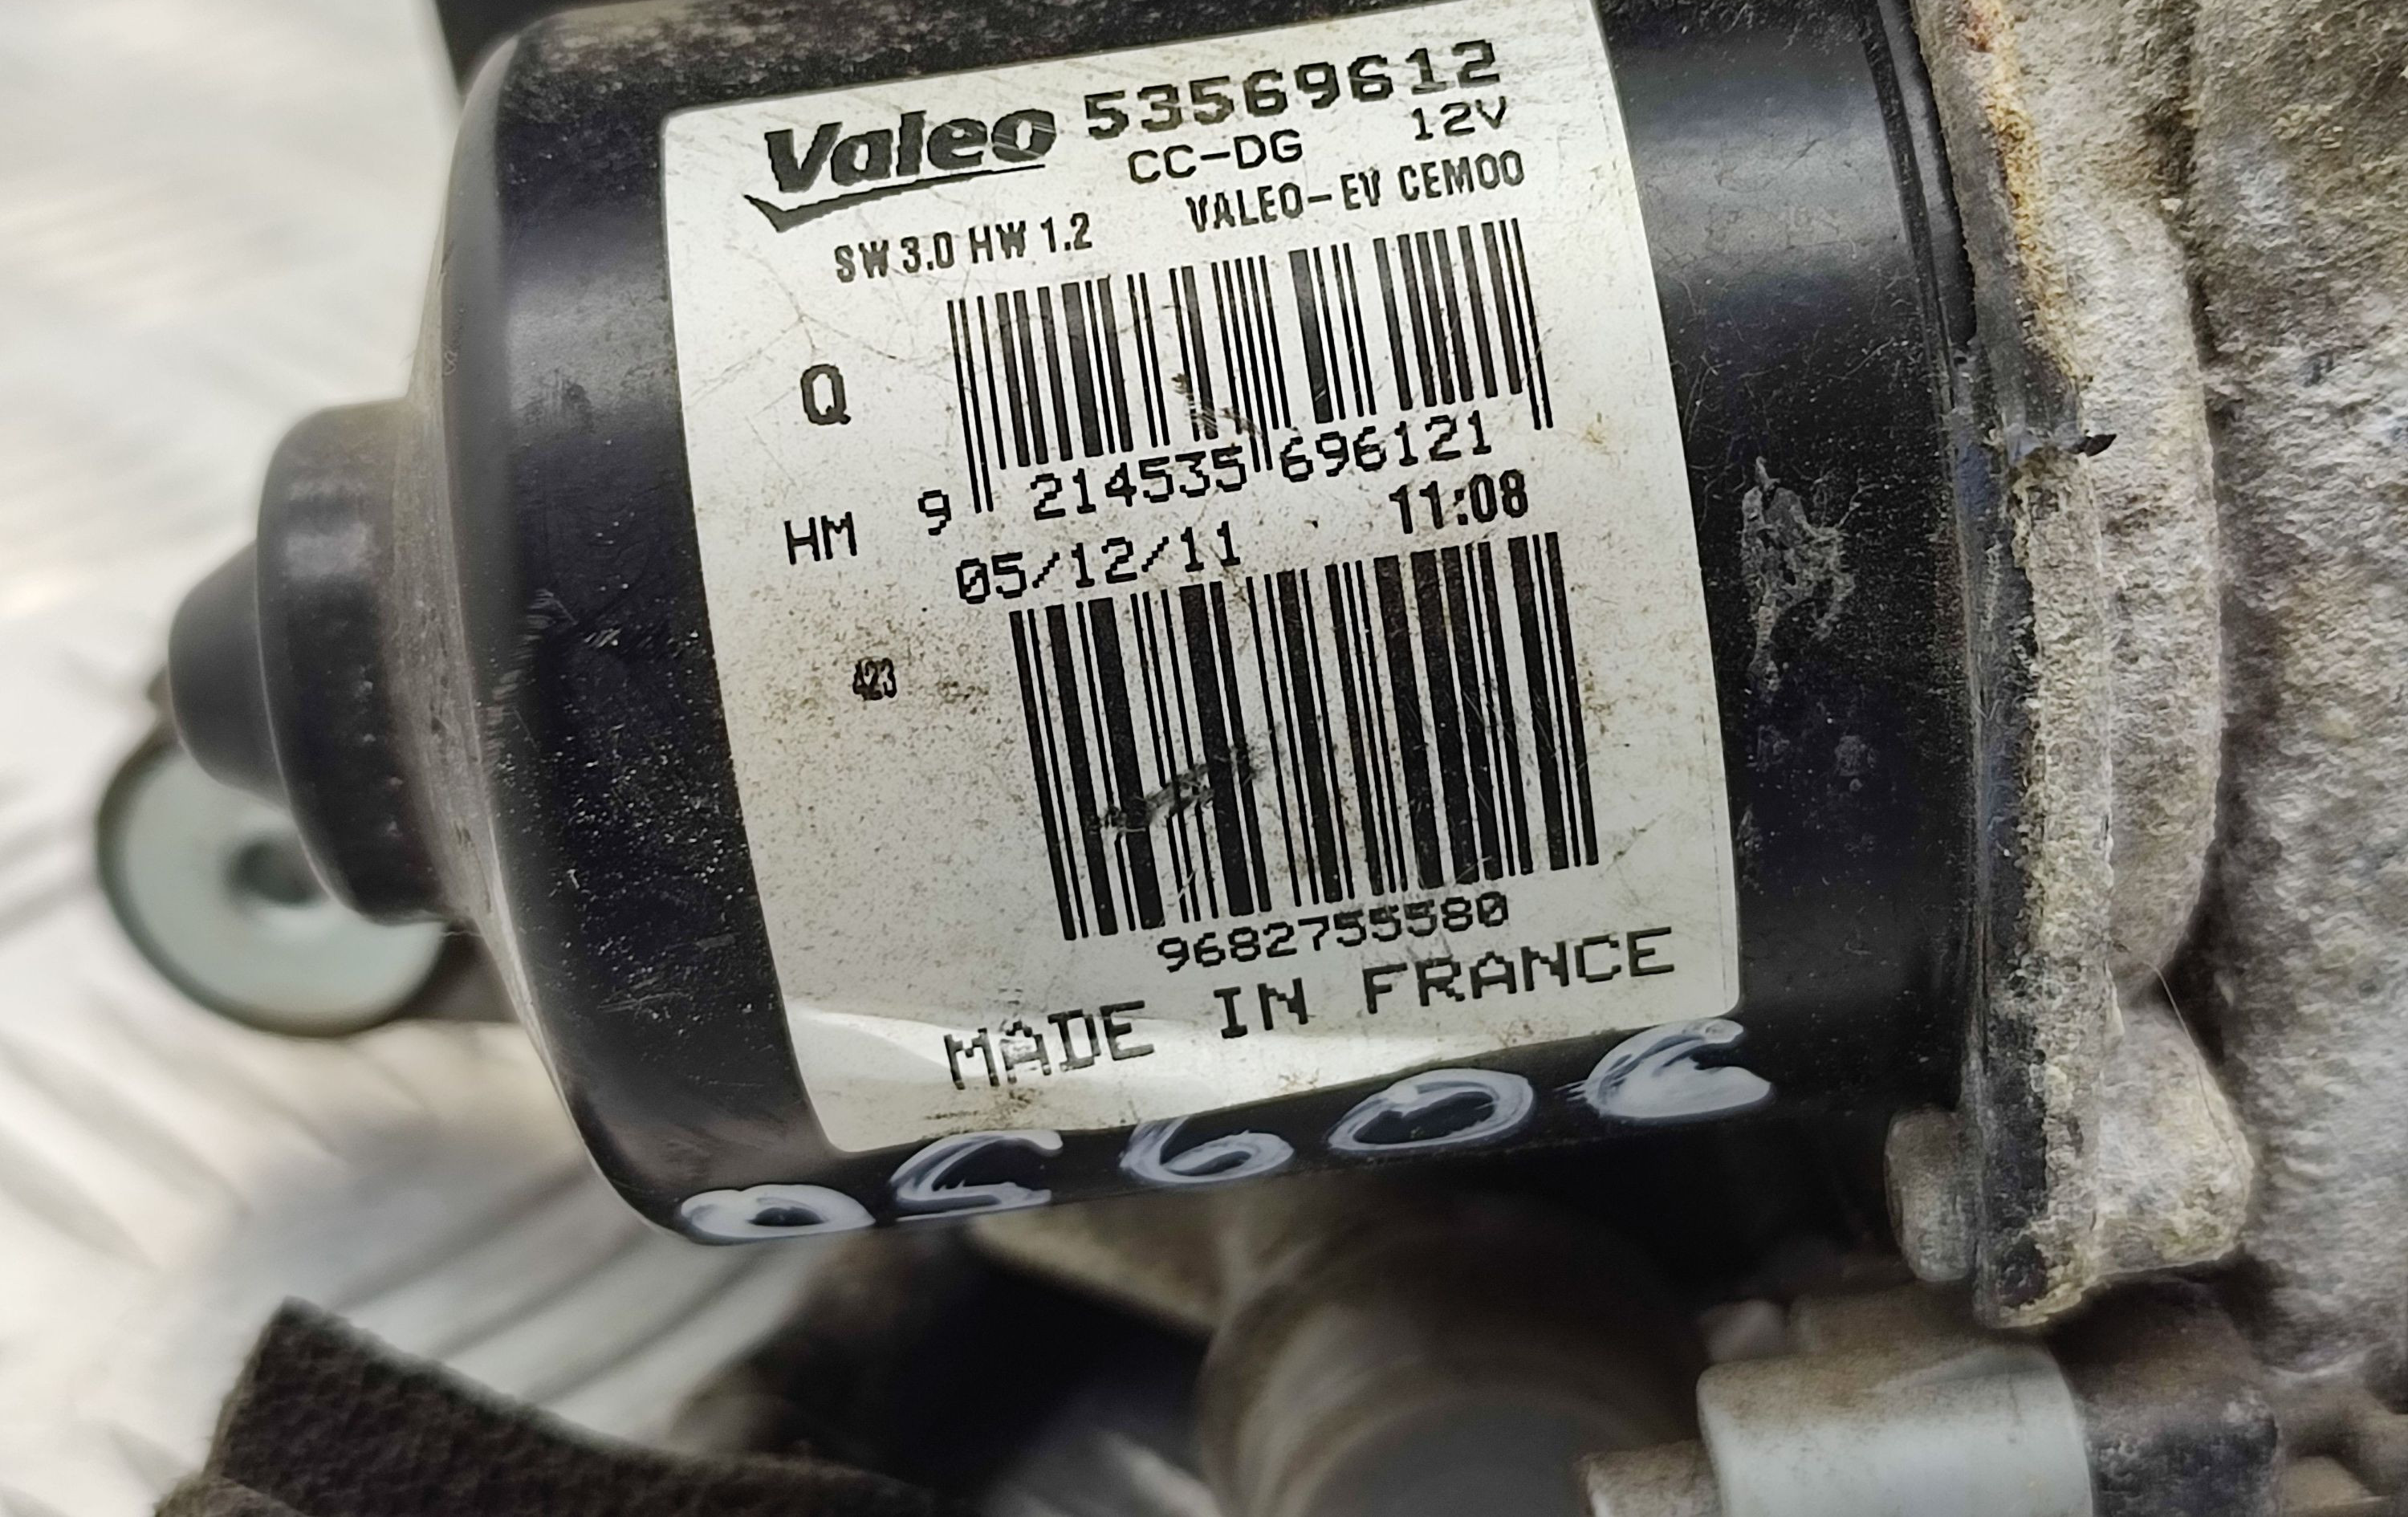 Valeo 53569612
CC-DG 12V
SW 3.0 HW 1.2 VALEO-EV CEM00
Q
9 214535 696121
HM
05/12/11 11:08
423
9682755580
MADE IN FRANCE